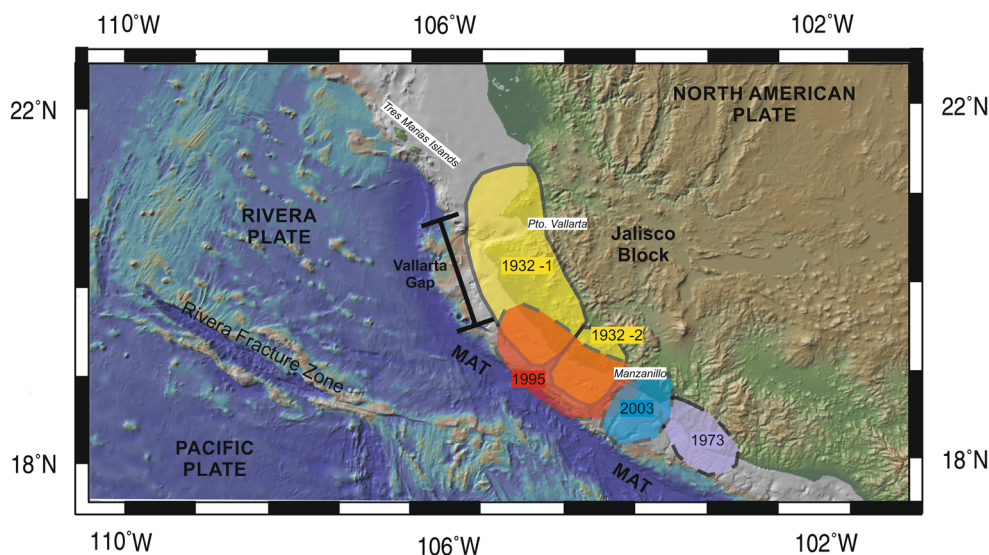 110°W
106°W
102°W
22°N
22°N
NORTH AMERICAN
PLATE
Tres Marias Islands
RIVERA
PLATE
Pto. Vallarta
Jalisco
Block
Vallarta
Gap
1932 -1
Rivera Fracture Zone
1932 -2
MAT
1995
Manzanillo
2003
1973
PACIFIC
PLATE
MAT
18°N
18°N
110°W
106°W
102°W